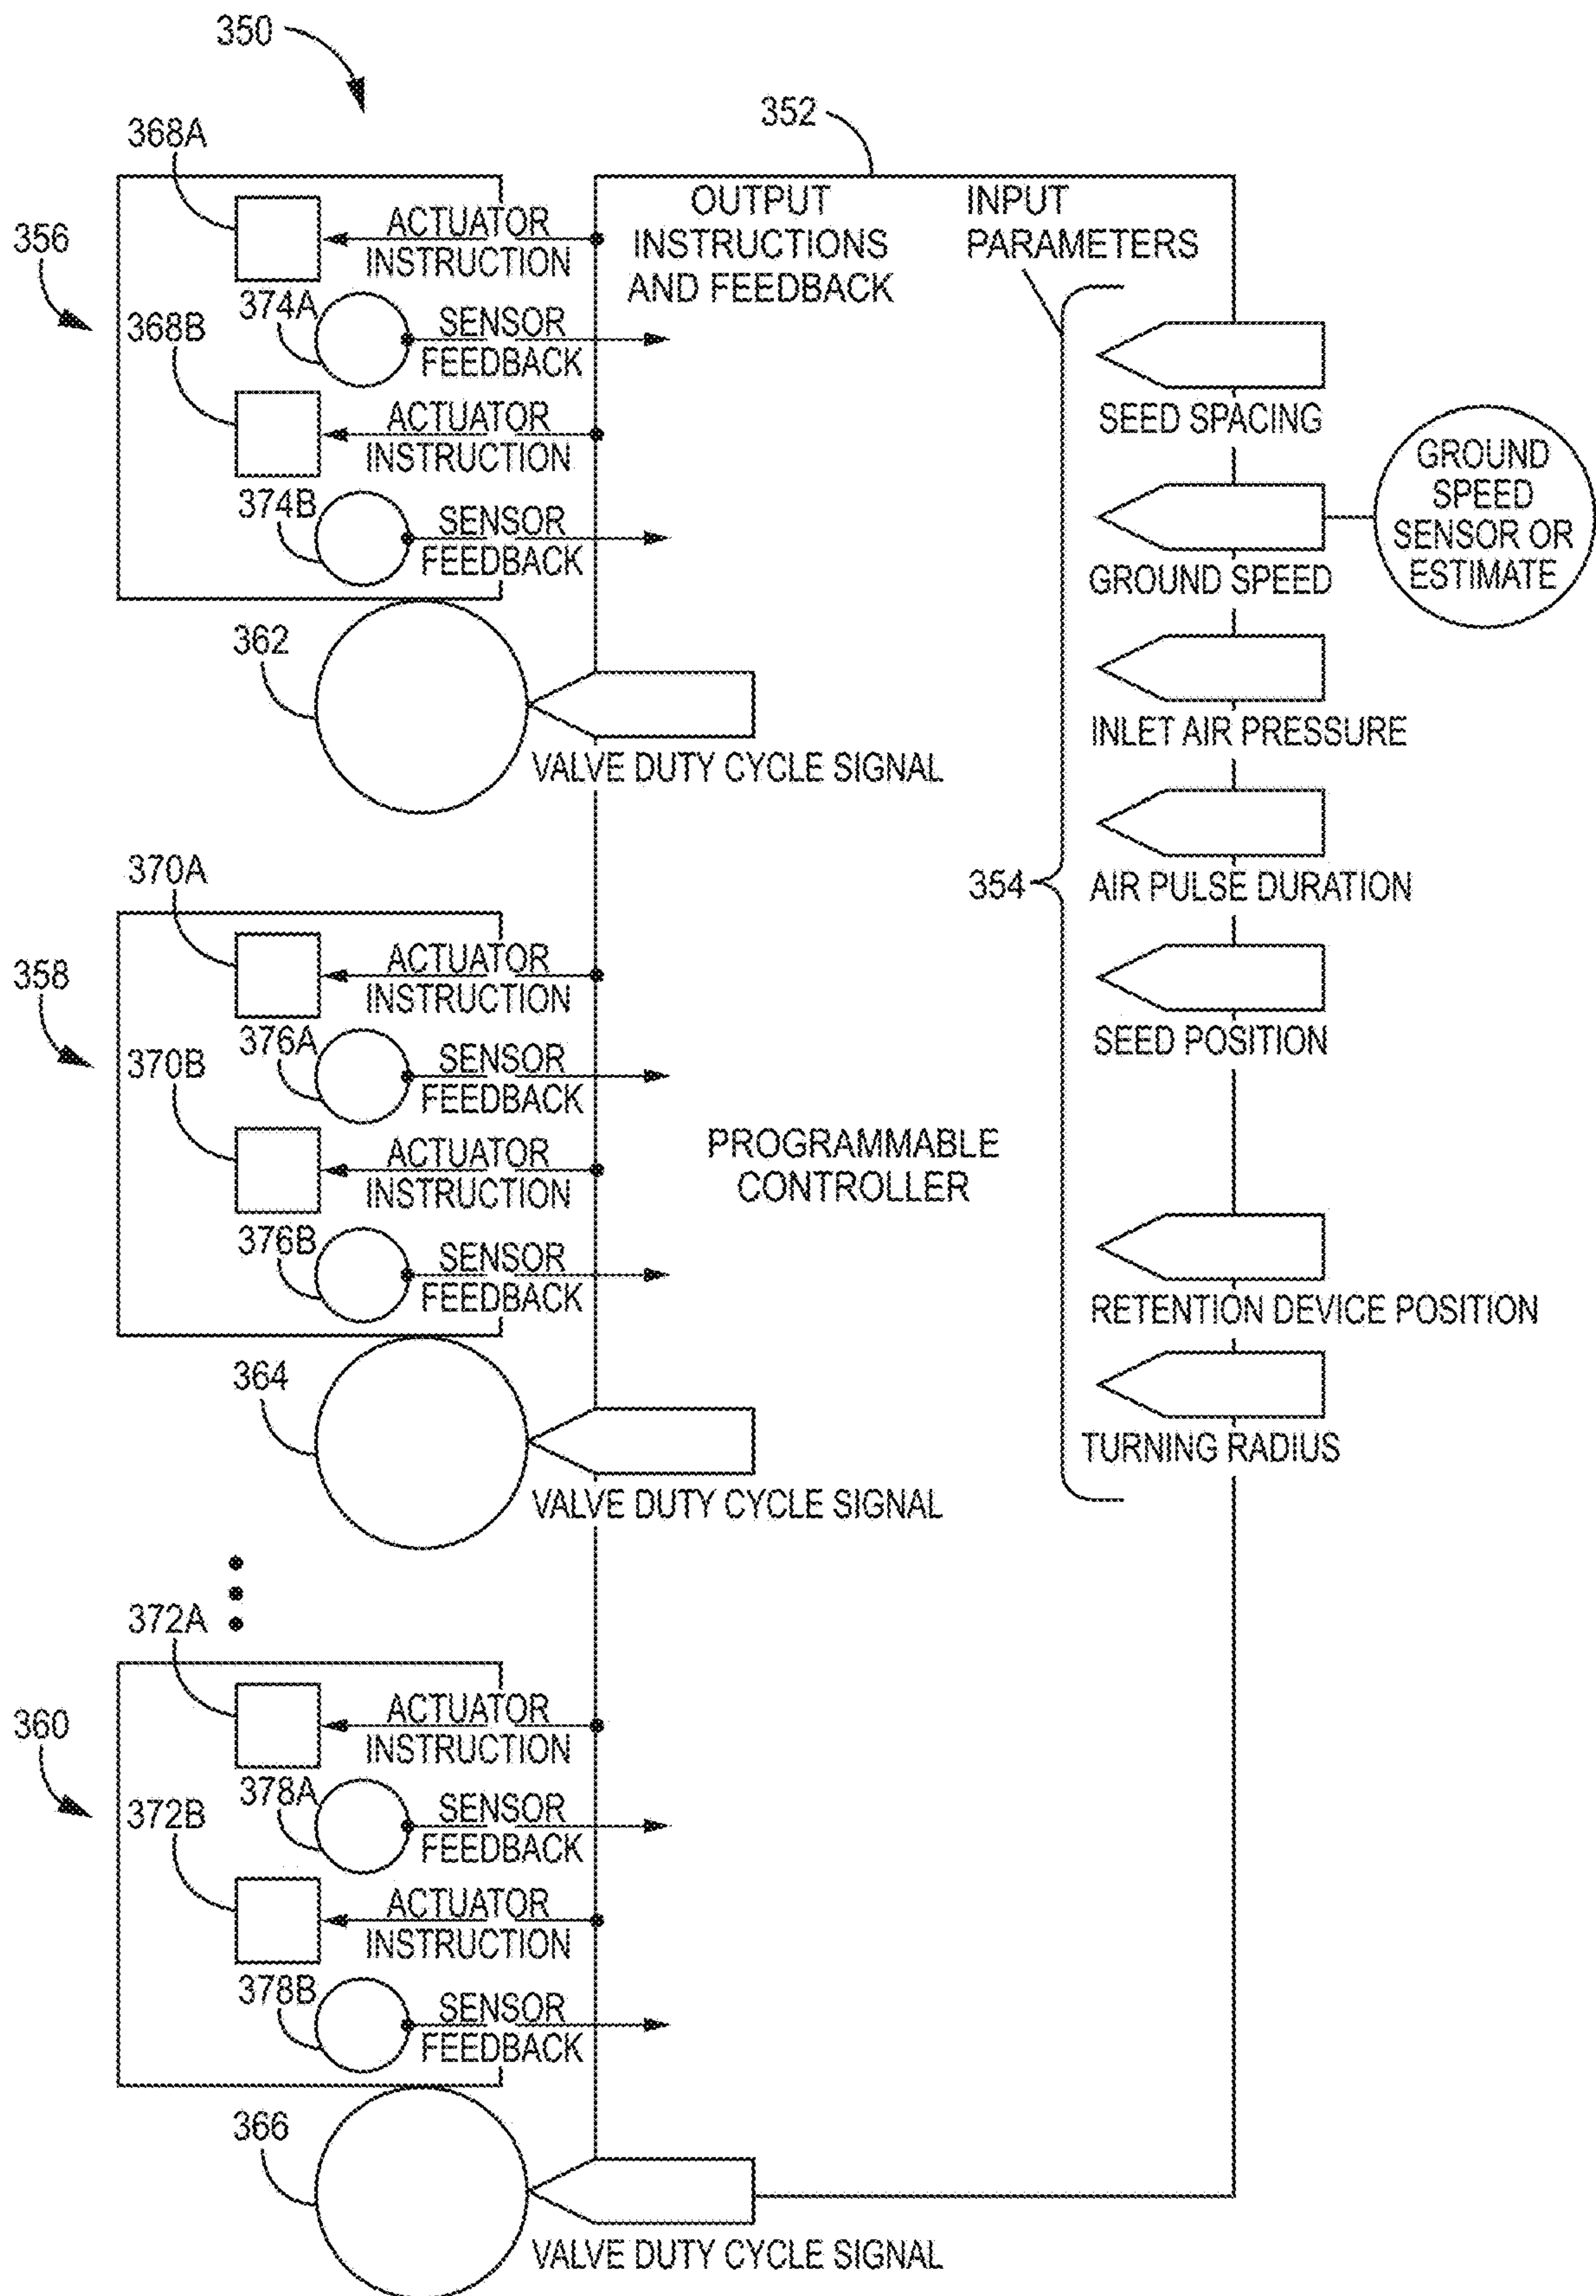 350
352
368A
OUTPUT
INSTRUCTIONS
AND FEEDBACK
INPUT
PARAMETERS
356
ACTUATOR
INSTRUCTION
374A
SENSOR
FEEDBACK
368B
ACTUATOR
INSTRUCTION
374B
SENSOR
FEEDBACK
SEED SPACING
GROUND
SPEED
SENSOR OR
ESTIMATE
GROUND SPEED
362
INLET AIR PRESSURE
VALVE DUTY CYCLE SIGNAL
354
AIR PULSE DURATION
370A
358
ACTUATOR
INSTRUCTION
376A
SENSOR
FEEDBACK
370B
SEED POSITION
ACTUATOR
INSTRUCTION
PROGRAMMABLE
CONTROLLER
376B
SENSOR
FEEDBACK
RETENTION DEVICE POSITION
364
TURNING RADIUS
VALVE DUTY CYCLE SIGNAL
372A
360
ACTUATOR
INSTRUCTION
378A
SENSOR
FEEDBACK
372B
ACTUATOR
INSTRUCTION
378B
SENSOR
FEEDBACK
366
VALVE DUTY CYCLE SIGNAL